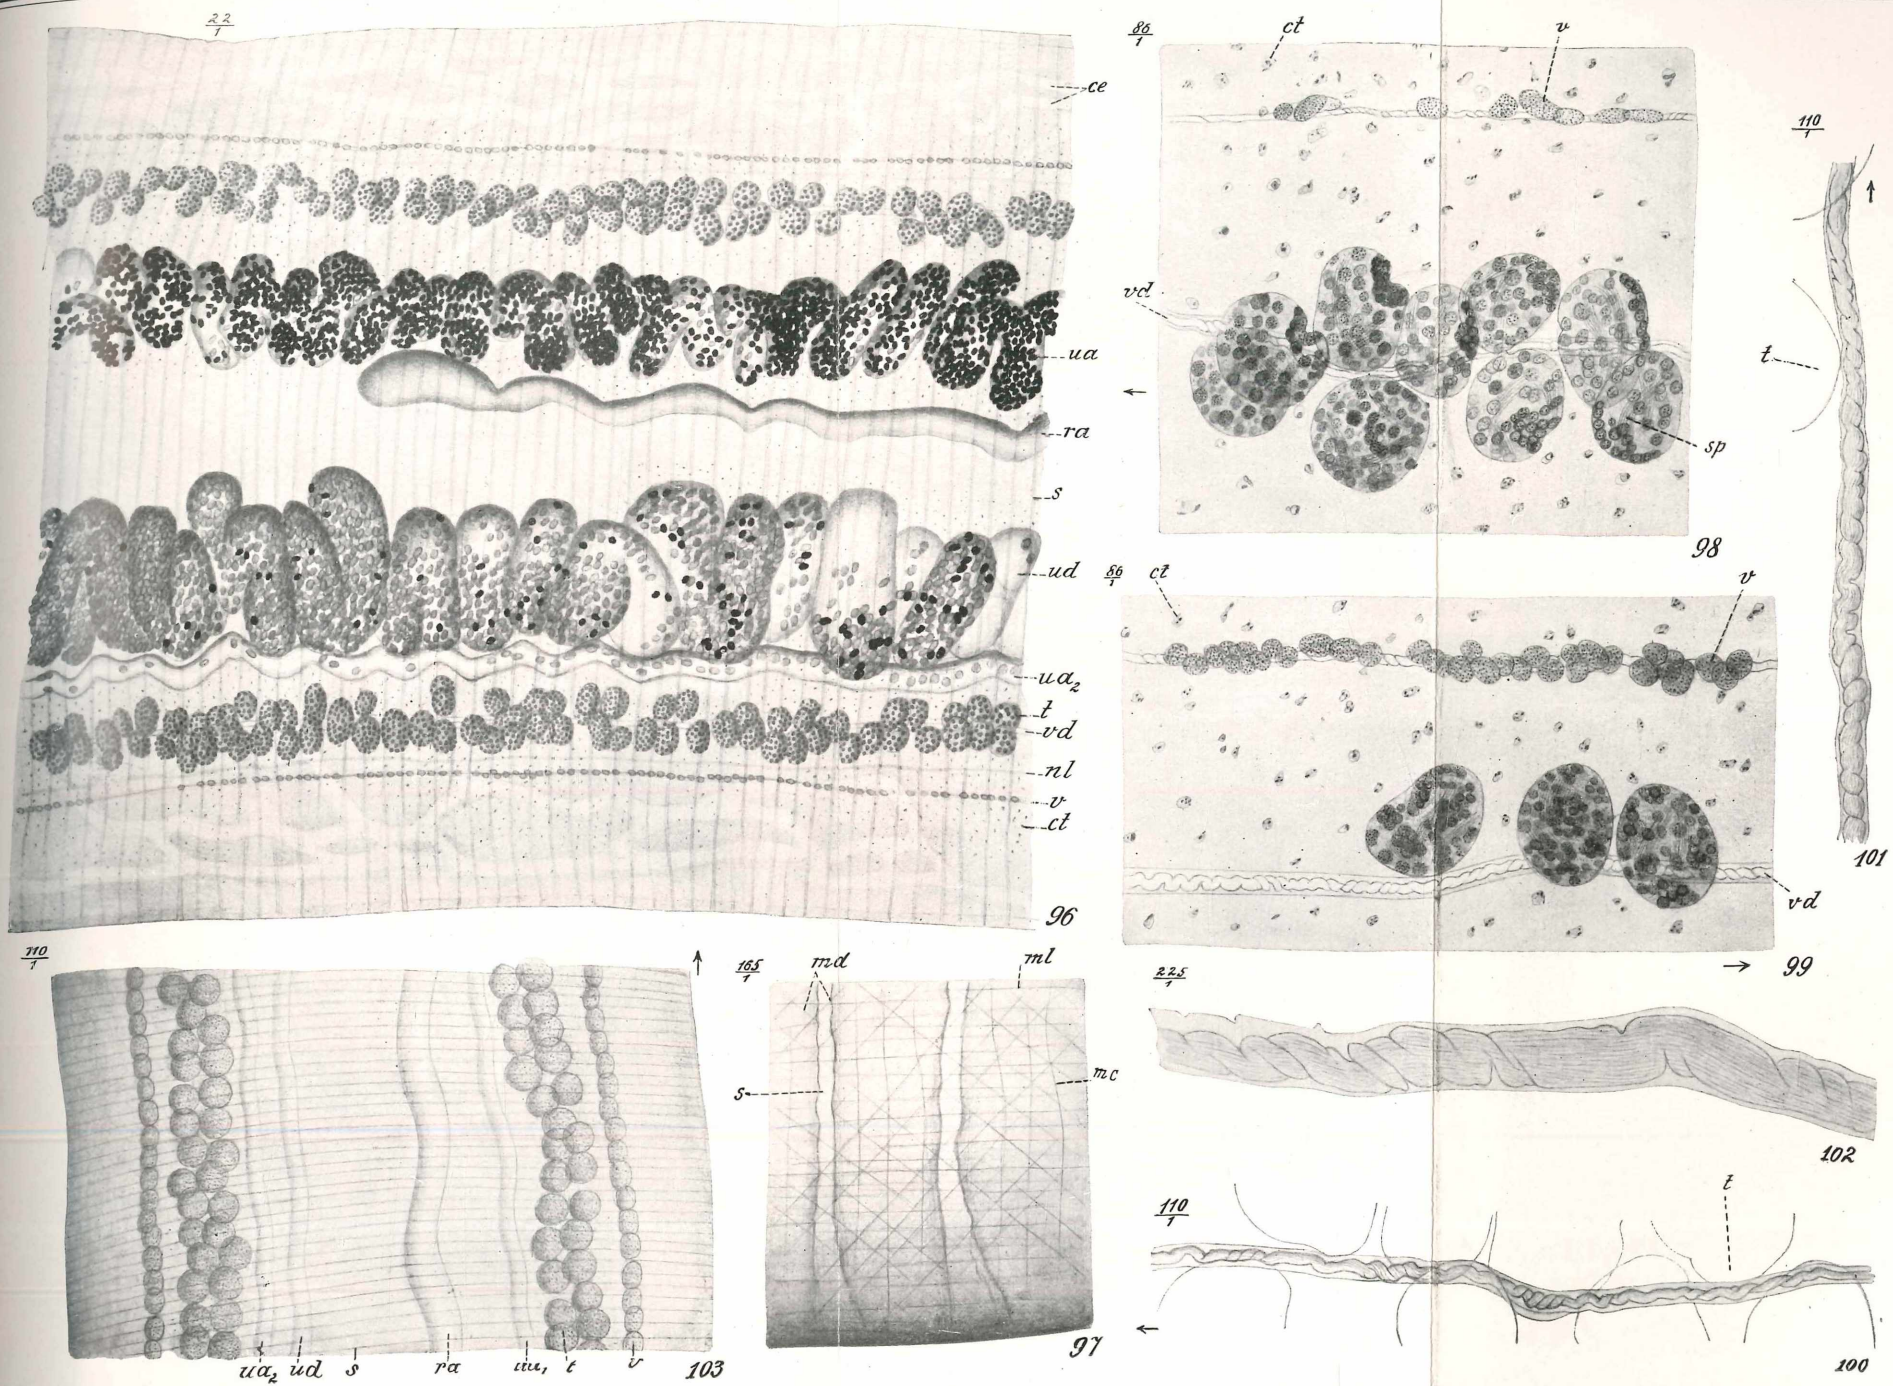 22/1
ce
ua
ra
s
ud
ua₂
t
vd
nl
v
ct
96
86/1
ct
v
vd
sp
98
110/1
t
101
86/1
ct
v
vd
99
110/1
ua₂ ud s ra t v
103
165/1
md
ml
s
mc
97
225/1
102
110/1
t
100